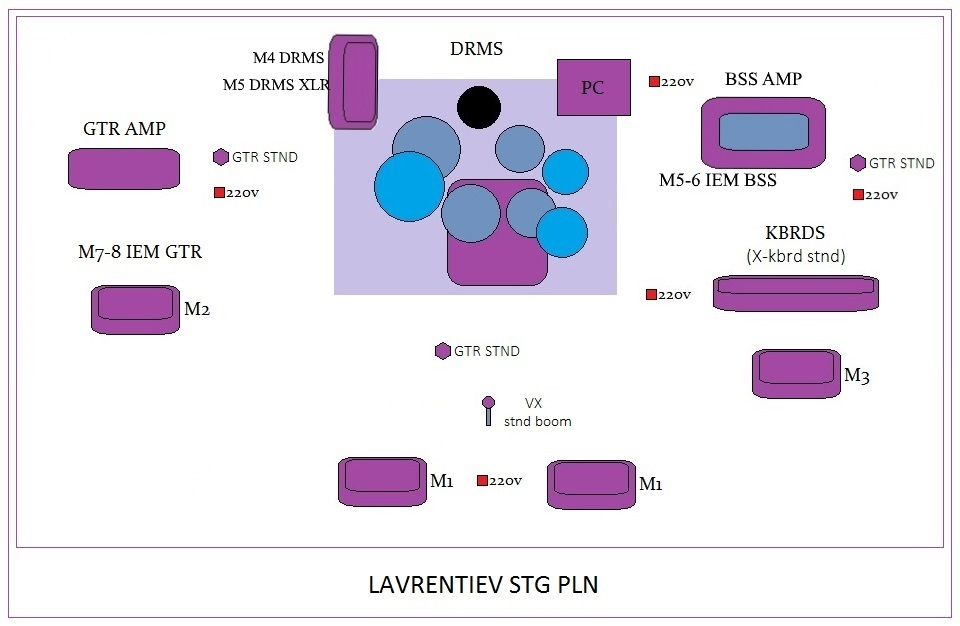 DRMS
M4 DRMS
M5 DRMS XLR
PC
220v
BSS AMP
GTR AMP
GTR STND
220v
M5-6 IEM BSS
GTR STND
220v
M7-8 IEM GTR
KBRDS
(X-kbrd stnd)
M2
220v
GTR STND
M3
VX
stnd boom
M1
220v
M1
LAVRENTIEV STG PLN